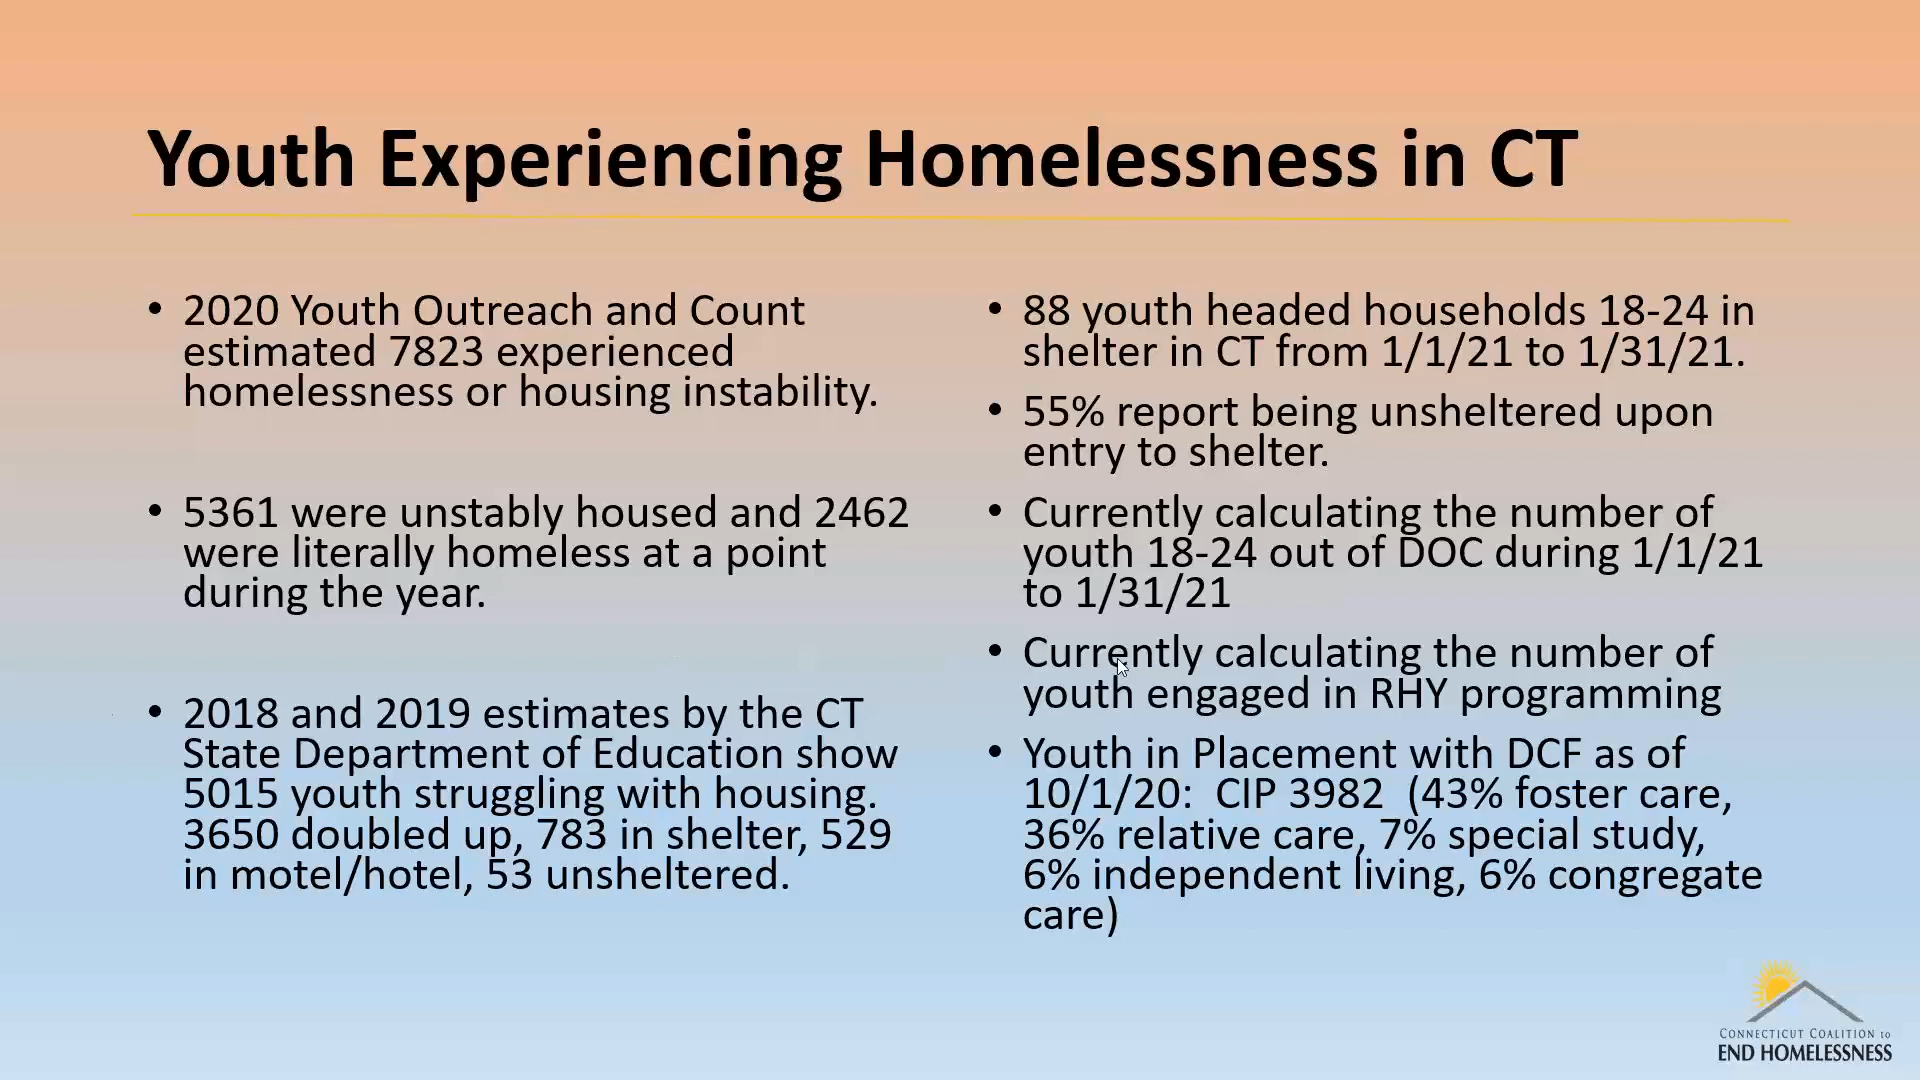 Youth Experiencing Homelessness in CT
• 2020 Youth Outreach and Count
estimated 7823 experienced
homelessness or housing instability.
• 5361 were unstably housed and 2462
were literally homeless at a point
during the year.
• 2018 and 2019 estimates by the CT
State Department of Education show
5015 youth struggling with housing.
3650 doubled up, 783 in shelter, 529
in motel/hotel, 53 unsheltered.
• 88 youth headed households 18-24 in
shelter in CT from 1/1/21 to 1/31/21.
• 55% report being unsheltered upon
entry to shelter.
• Currently calculating the number of
youth 18-24 out of DOC during 1/1/21
to 1/31/21
• Currently calculating the number of
youth engaged in RHY programming
• Youth in Placement with DCF as of
10/1/20:  CIP 3982  (43% foster care,
36% relative care, 7% special study,
6% independent living, 6% congregate
care)
CONNECTICUT COALITION to
END HOMELESSNESS